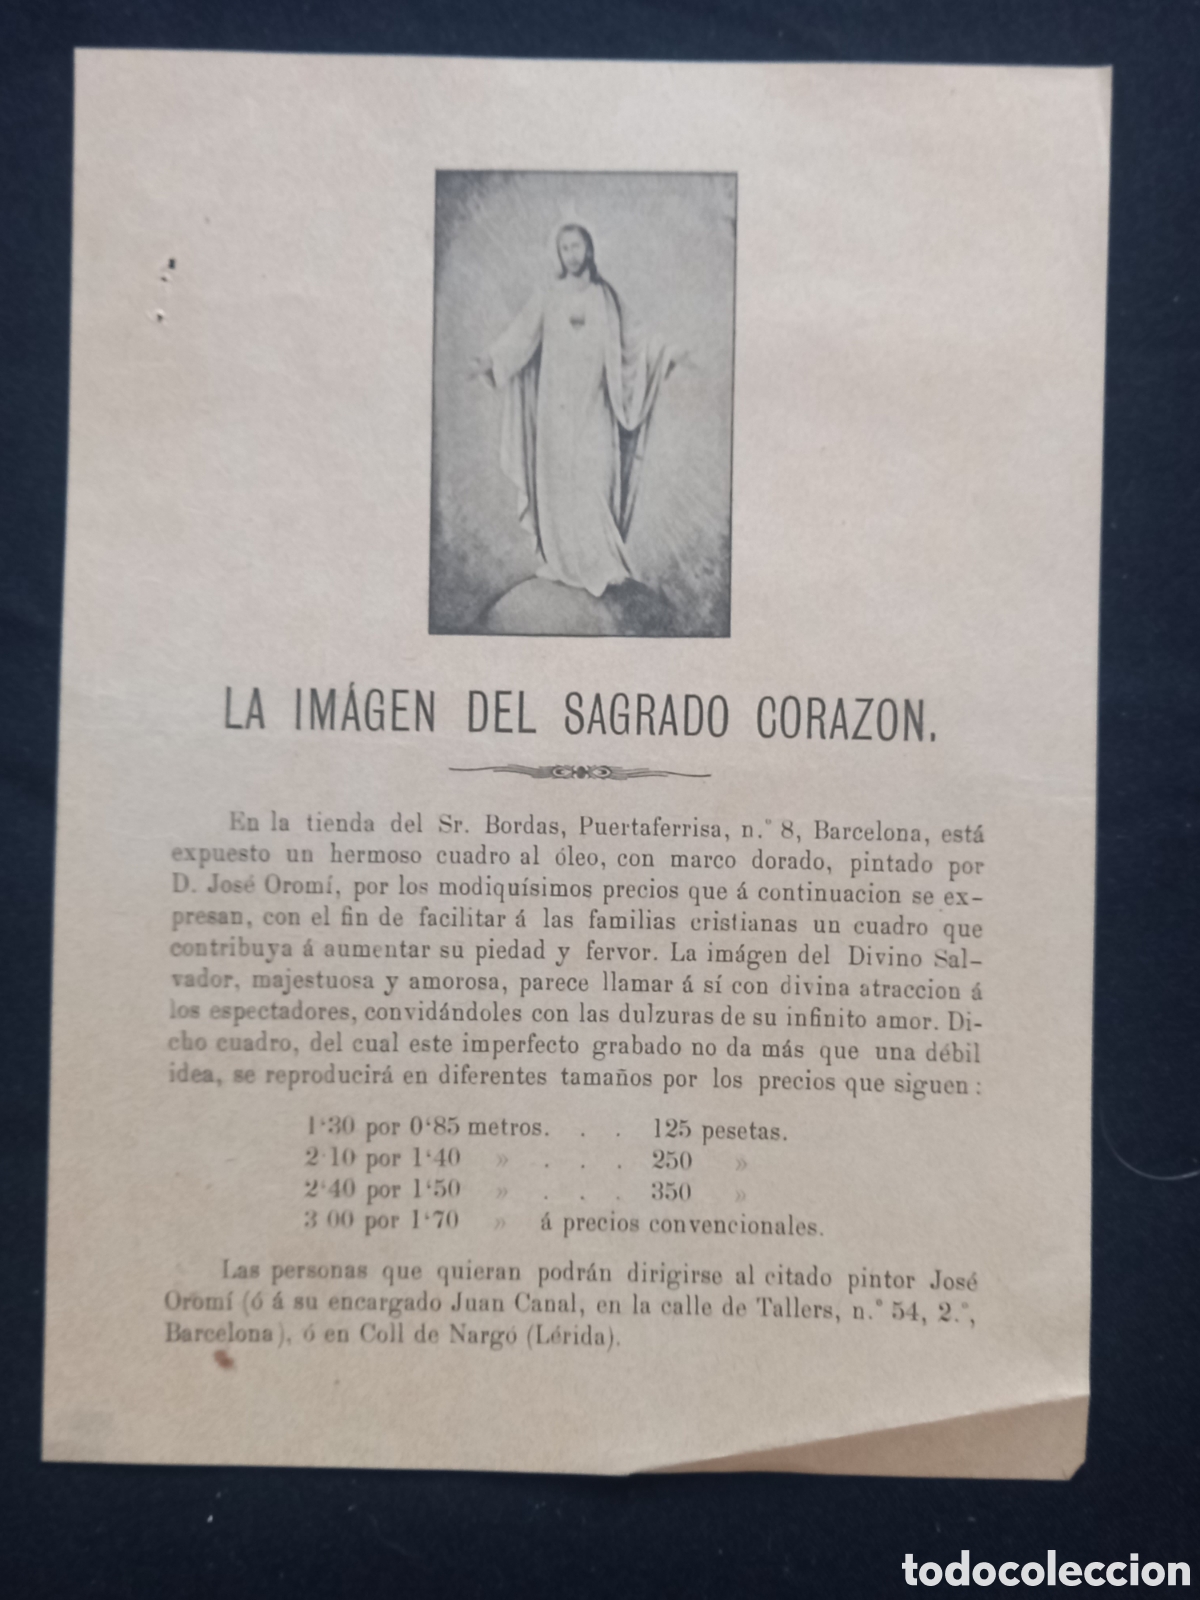 LA IMÁGEN DEL SAGRADO CORAZON.
En la tienda del Sr. Bordas, Puertaferrisa, n.° 8, Barcelona, está
expuesto un hermoso cuadro al óleo, con marco dorado, pintado por
D. José Oromí, por los modiquísimos precios que á continuacion se ex-
presan, con el fin de facilitar á las familias cristianas un cuadro que
contribuya á aumentar su piedad y fervor. La imágen del Divino Sal-
vador, majestuosa y amorosa, parece llamar á sí con divina atraccion á
los espectadores, convidándoles con las dulzuras de su infinito amor. Di-
cho cuadro, del cual este imperfecto grabado no da más que una débil
idea, se reproducirá en diferentes tamaños por los precios que siguen:
1‘30 por 0‘85 metros. . . 125 pesetas.
2‘10 por 1‘40 » . . . 250 »
2‘40 por 1‘50 » . . . 350 »
3 00 por 1‘70 » á precios convencionales.
Las personas que quieran podrán dirigirse al citado pintor José
Oromí (ó á su encargado Juan Canal, en la calle de Tallers, n.° 54, 2.°,
Barcelona), ó en Coll de Nargó (Lérida).
todocoleccion